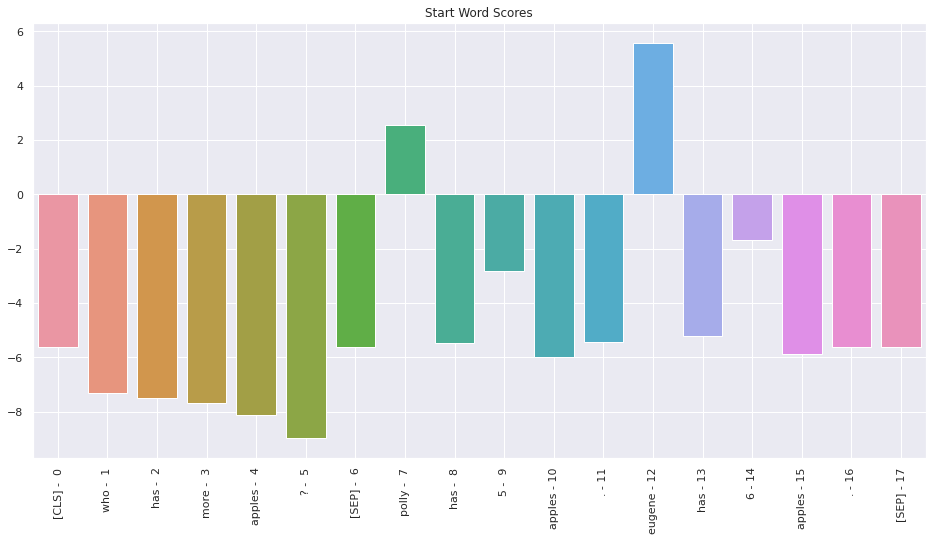 Start Word Scores
6
4
2
0
−2
−4
−6
−8
[CLS] - 0
who - 1
has - 2
more - 3
apples - 4
? - 5
[SEP] - 6
polly - 7
has - 8
5 - 9
apples - 10
. - 11
eugene - 12
has - 13
6 - 14
apples - 15
. - 16
[SEP] - 17